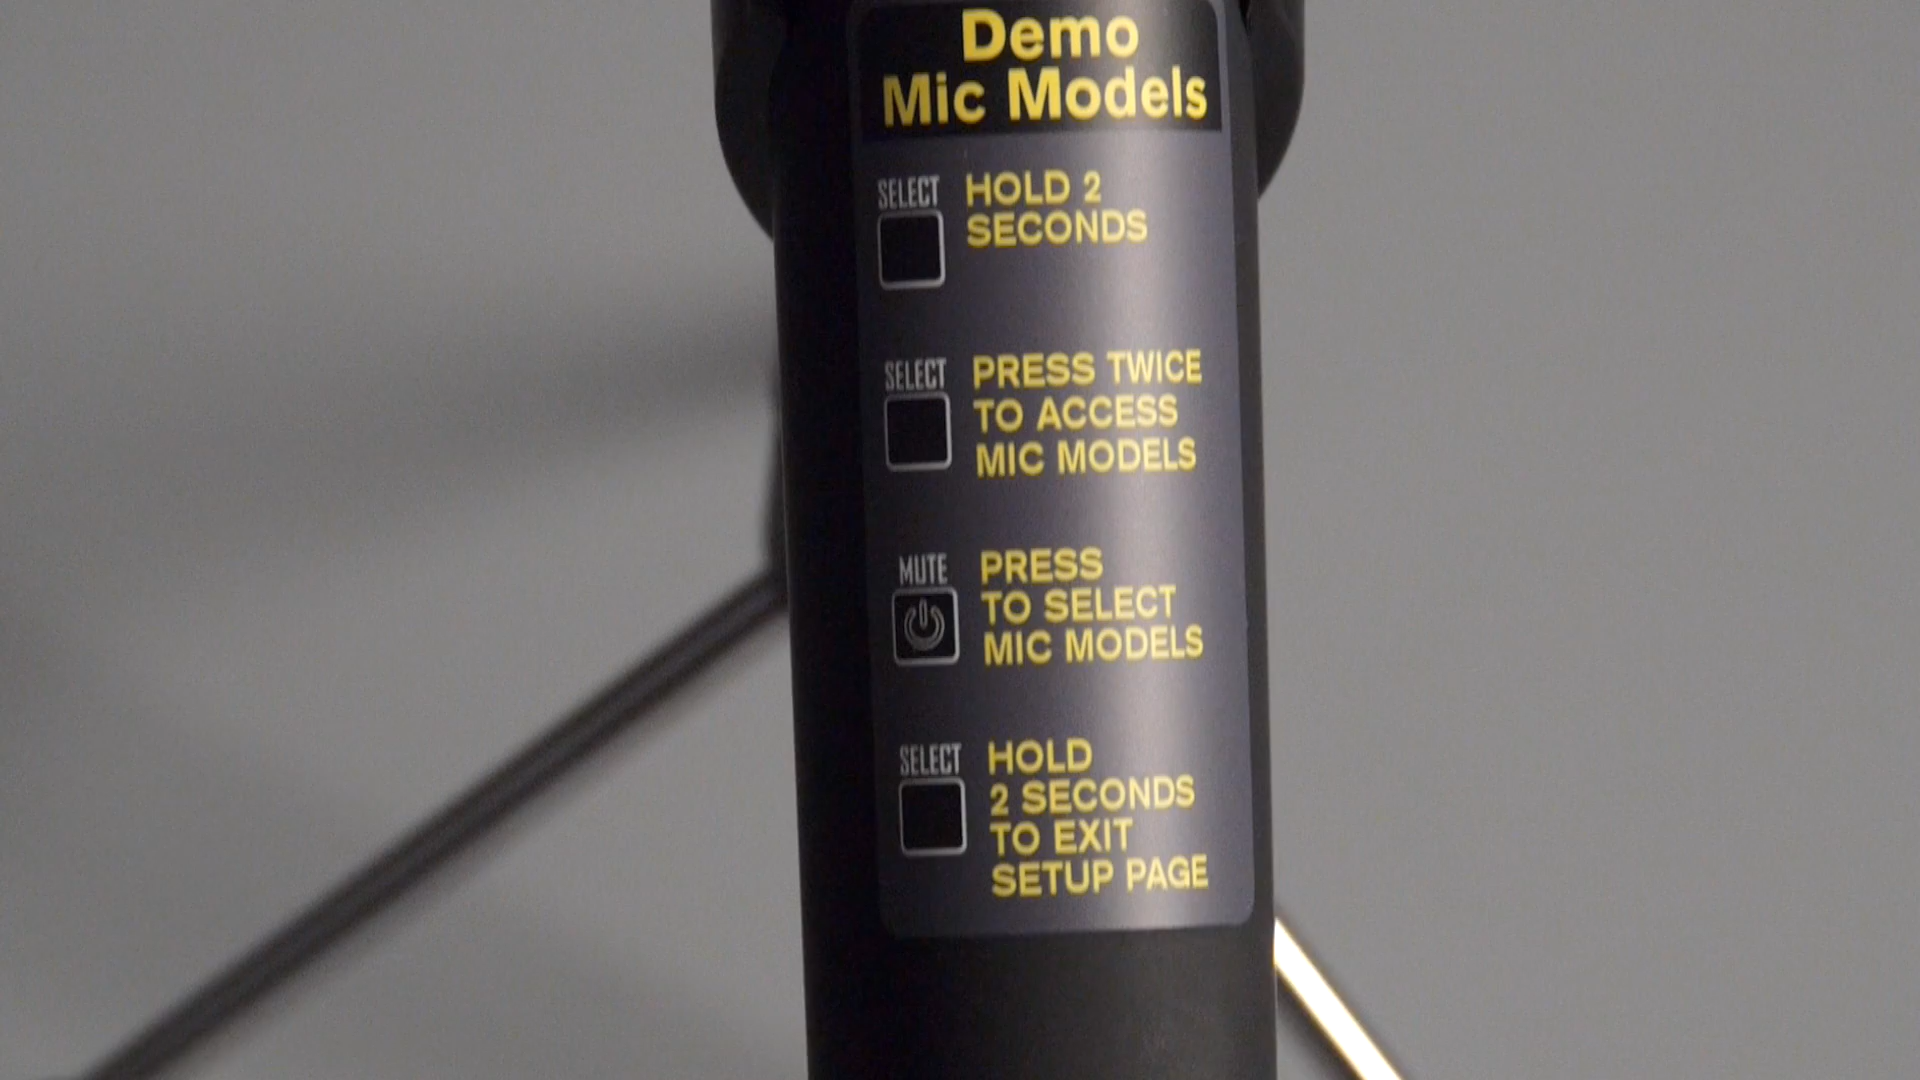 Demo
Mic Models
SELECT
HOLD 2
SECONDS
SELECT
PRESS TWICE
TO ACCESS
MIC MODELS
MUTE
PRESS
TO SELECT
MIC MODELS
SELECT
HOLD
2 SECONDS
TO EXIT
SETUP PAGE